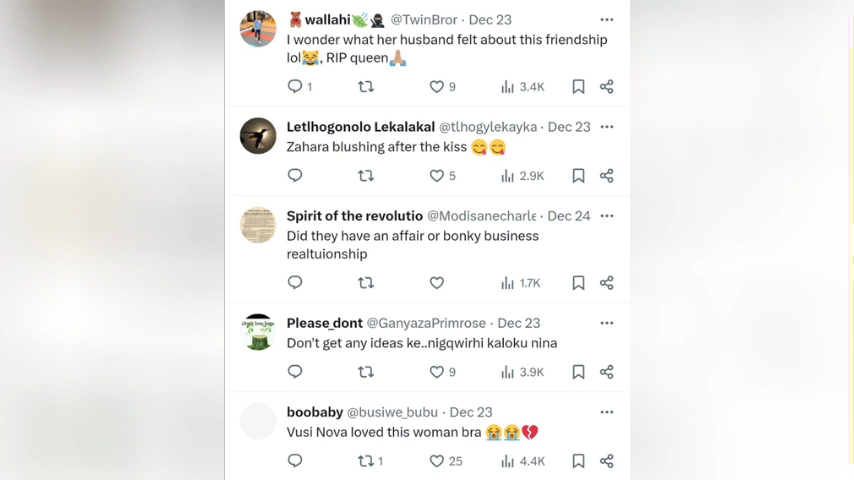 🧸wallahi🍃🥷 @TwinBror · Dec 23
I wonder what her husband felt about this friendship
lol😹, RIP queen🙏🏼
1 9 3.4K
Letlhogonolo Lekalakal @tlhogylekayka · Dec 23
Zahara blushing after the kiss 😋😋
5 2.9K
Spirit of the revolutio @Modisanecharle · Dec 24
Did they have an affair or bonky business
realtuionship
1.7K
Please_dont @GanyazaPrimrose · Dec 23
Don't get any ideas ke..nigqwirhi kaloku nina
9 3.9K
boobaby @busiwe_bubu · Dec 23
Vusi Nova loved this woman bra 😭😭💔
1 25 4.4K